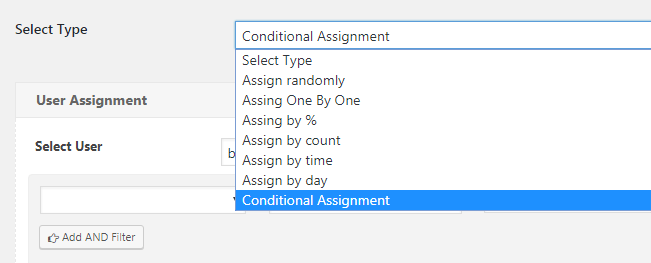 Select Type
Conditional Assignment
Select Type
Assign randomly
Assing One By One
Assing by %
Assign by count
Assign by time
Assign by day
Conditional Assignment
User Assignment
Select User
b
Add AND Filter